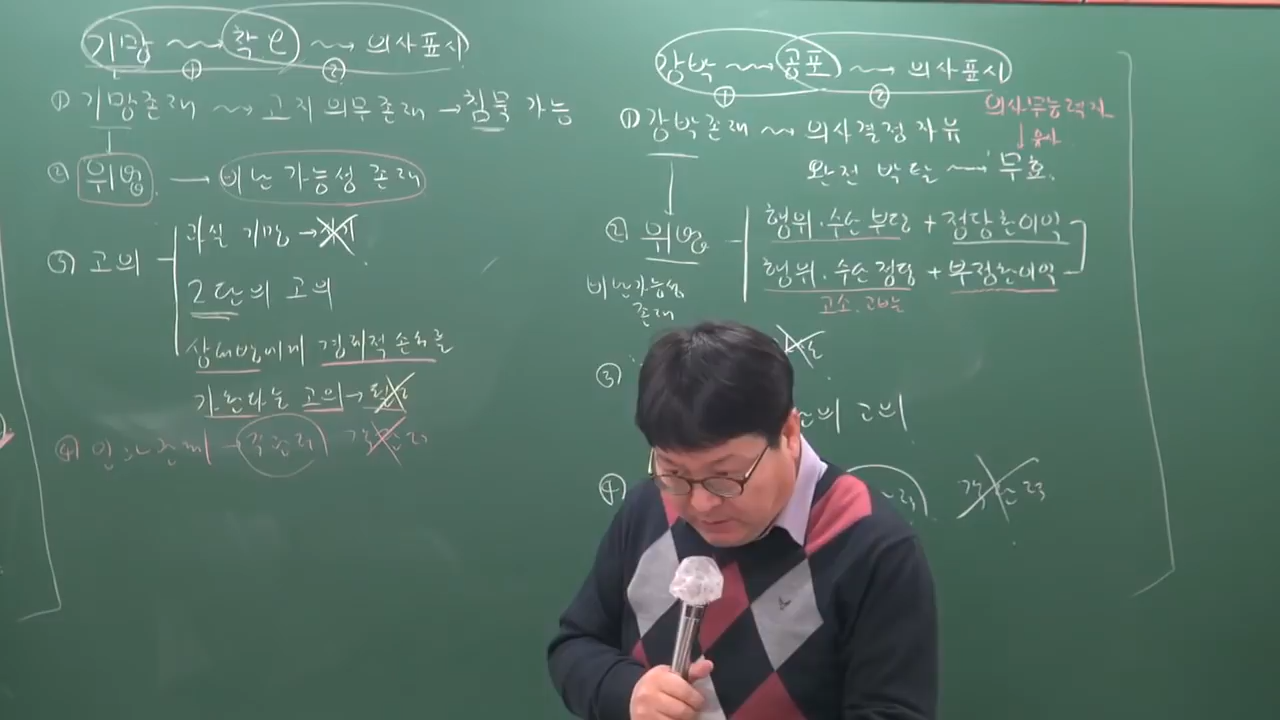 기망 착오 의사표시
① ②
① 기망존재 고지 의무존재 → 침묵 가능
② 위법 → 비난 가능성 존재
③ 고의 과실 기망 →
2단의 고의
상대방에게 경제적 손해를
가한다는 고의 →
④
강박 공포 의사표시
① ②
의사무능력자
① 강박존재 의사결정 자유
↓ 유사
완전 박탈 무효.
② 위법 행위·수단 부당 + 정당한이익
행위·수단 정당 + 부정한이익
비난가능성
존재
고소, 고발
③
의 고의
④